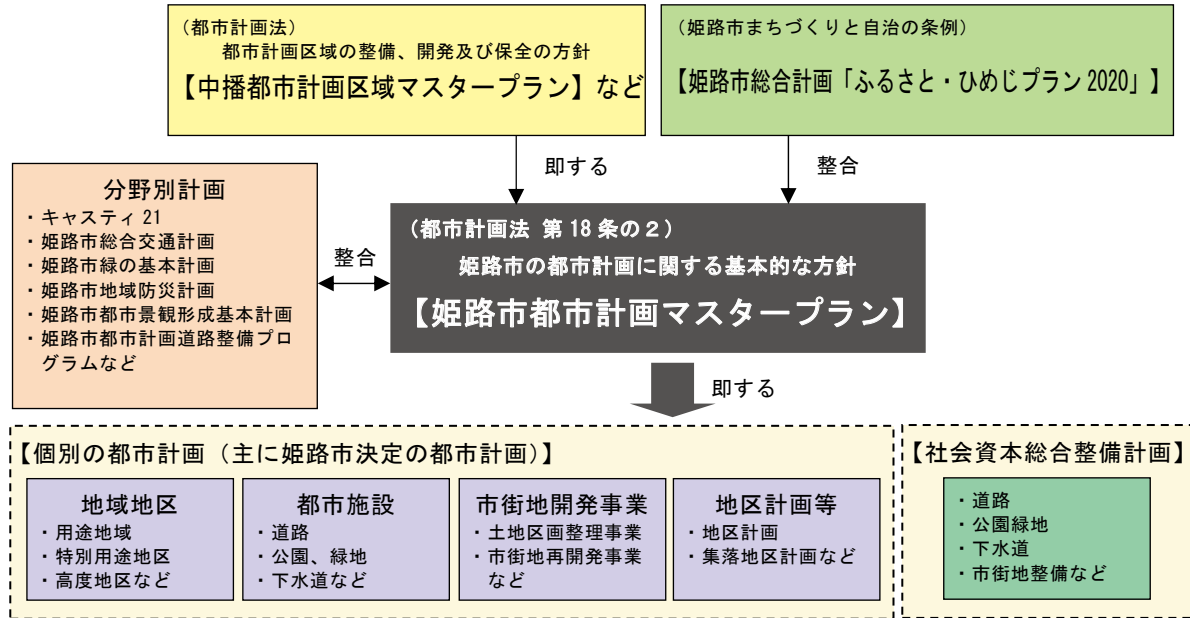 (都市計画法)
都市計画区域の整備、開発及び保全の方針
【中播都市計画区域マスタープラン】など
(姫路市まちづくりと自治の条例)
【姫路市総合計画「ふるさと・ひめじプラン 2020」】
即する
整合
分野別計画
・キャスティ 21
・姫路市総合交通計画
・姫路市緑の基本計画
・姫路市地域防災計画
・姫路市都市景観形成基本計画
・姫路市都市計画道路整備プロ
グラムなど
整合
(都市計画法 第 18 条の2)
姫路市の都市計画に関する基本的な方針
【姫路市都市計画マスタープラン】
即する
【個別の都市計画(主に姫路市決定の都市計画)】
地域地区
・用途地域
・特別用途地区
・高度地区など
都市施設
・道路
・公園、緑地
・下水道など
市街地開発事業
・土地区画整理事業
・市街地再開発事業
など
地区計画等
・地区計画
・集落地区計画など
【社会資本総合整備計画】
・道路
・公園緑地
・下水道
・市街地整備など